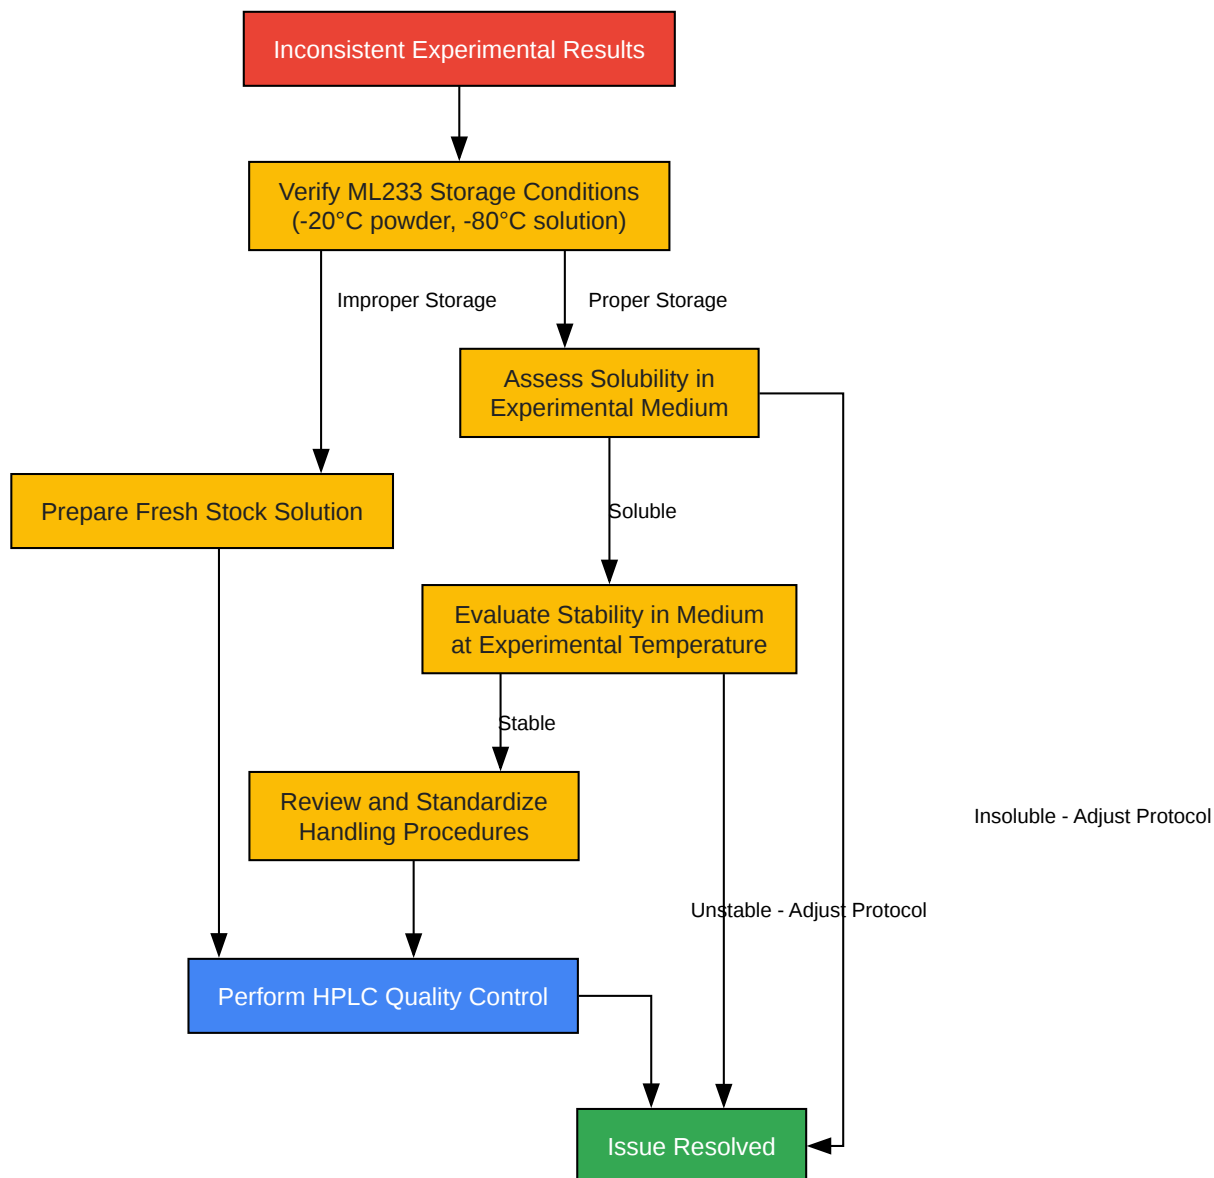 Inconsistent Experimental Results
Verify ML233 Storage Conditions
(-20°C powder, -80°C solution)
Improper Storage
Proper Storage
Assess Solubility in
Experimental Medium
Prepare Fresh Stock Solution
Soluble
Evaluate Stability in Medium
at Experimental Temperature
Stable
Review and Standardize
Handling Procedures
Insoluble - Adjust Protocol
Unstable - Adjust Protocol
Perform HPLC Quality Control
Issue Resolved